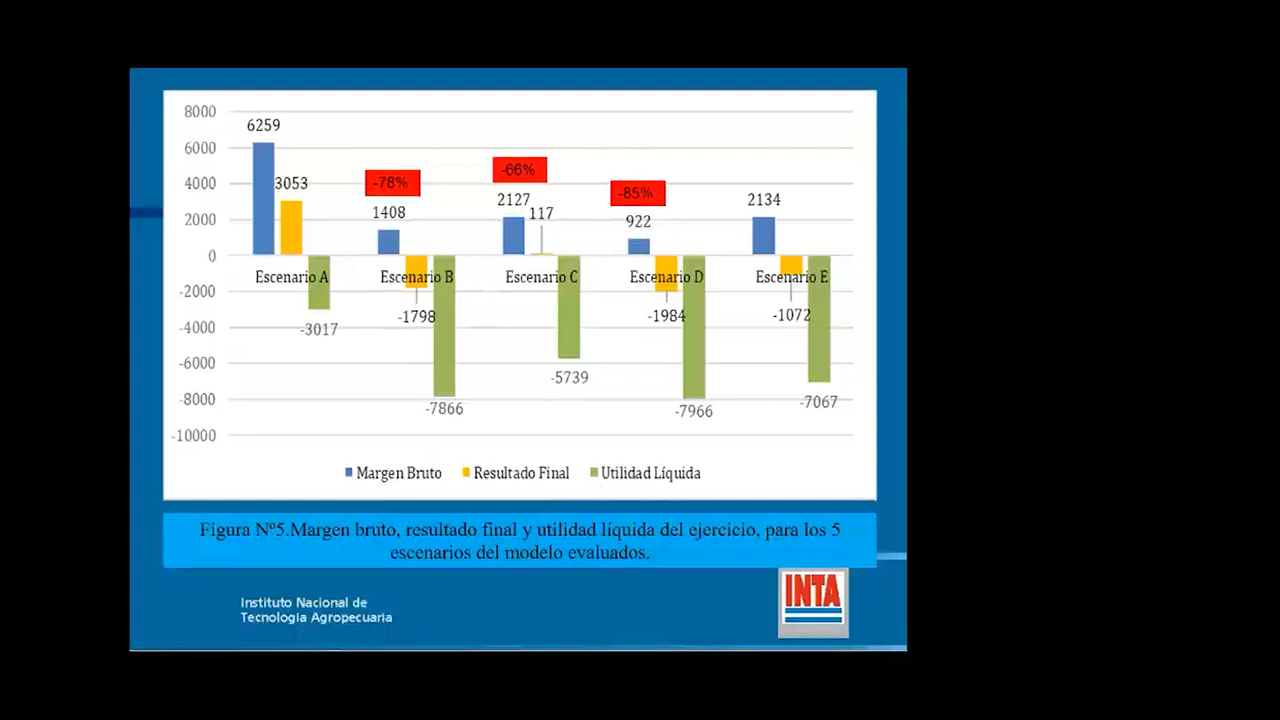 8000
6000
4000
2000
0
-2000
-4000
-6000
-8000
-10000
6259
3053
-3017
Escenario A
-78%
1408
-1798
-7866
Escenario B
-66%
2127
117
-5739
Escenario C
-85%
922
-1984
-7966
Escenario D
2134
-1072
-7067
Escenario E
Margen Bruto
Resultado Final
Utilidad Líquida
Figura Nº5.Margen bruto, resultado final y utilidad líquida del ejercicio, para los 5
escenarios del modelo evaluados.
Instituto Nacional de
Tecnologia Agropecuaria
INTA